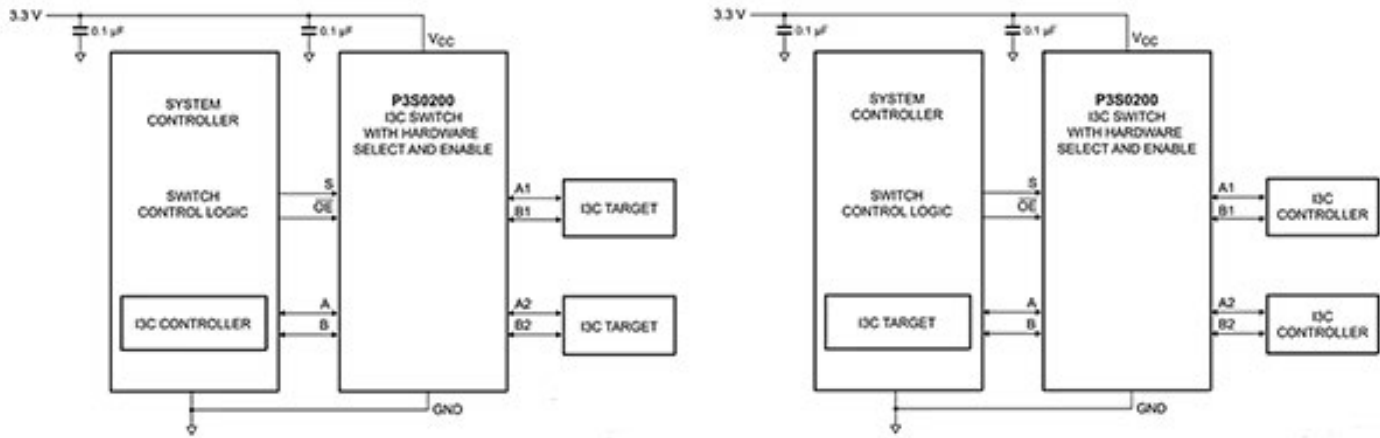 3.3 V
0.1 µF
0.1 µF
VCC
SYSTEM
CONTROLLER
P3S0200
I3C SWITCH
WITH HARDWARE
SELECT AND ENABLE
SWITCH
CONTROL LOGIC
S
OE
A1
B1
I3C TARGET
I3C CONTROLLER
A
B
A2
B2
I3C TARGET
GND
3.3 V
0.1 µF
0.1 µF
VCC
SYSTEM
CONTROLLER
P3S0200
I3C SWITCH
WITH HARDWARE
SELECT AND ENABLE
SWITCH
CONTROL LOGIC
S
OE
A1
B1
I3C
CONTROLLER
I3C TARGET
A
B
A2
B2
I3C
CONTROLLER
GND